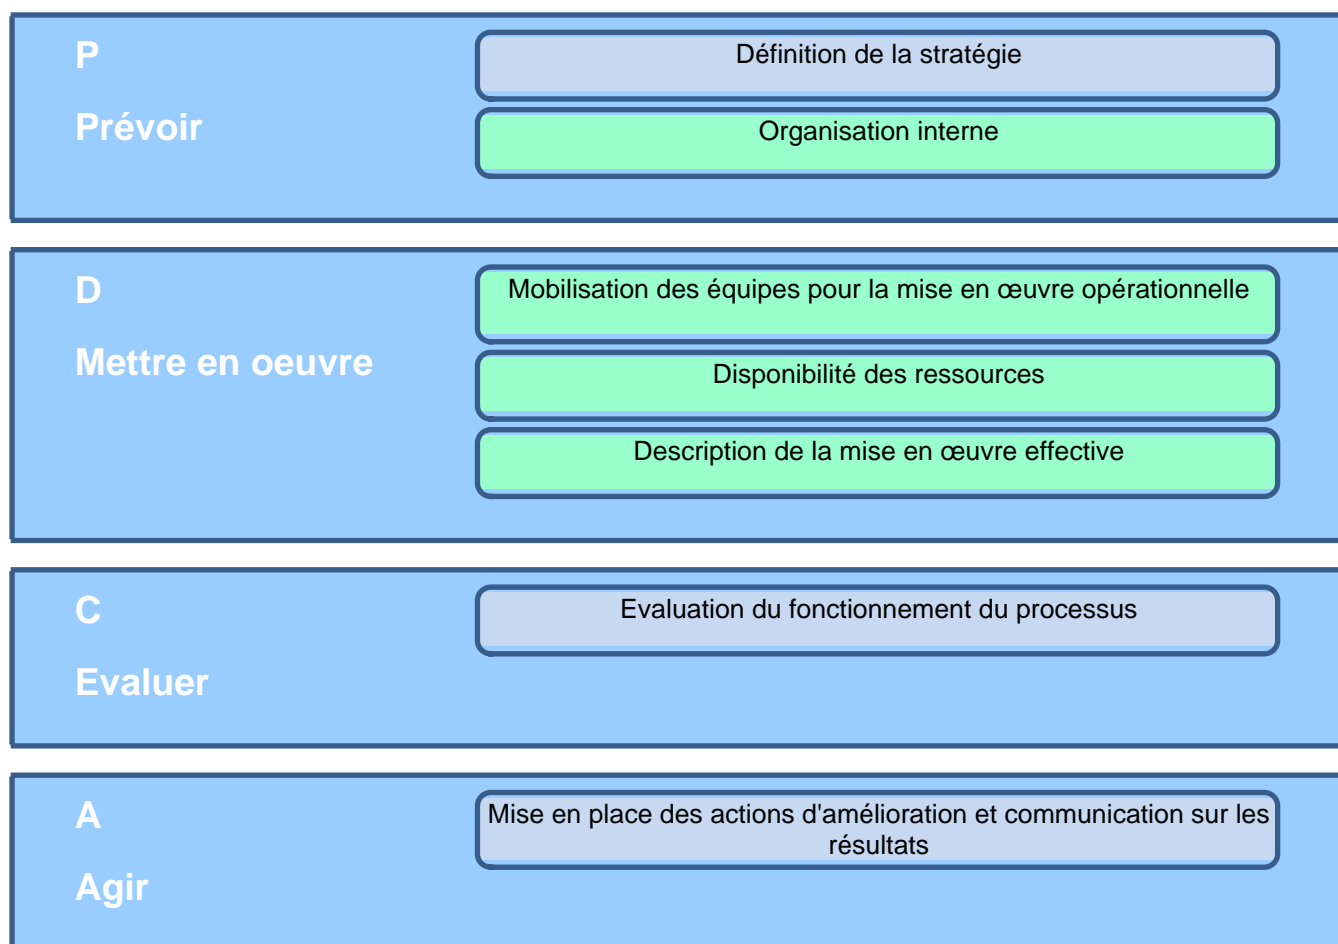 P
Définition de la stratégie
Prévoir
Organisation interne
D
Mobilisation des équipes pour la mise en œuvre opérationnelle
Mettre en oeuvre
Disponibilité des ressources
Description de la mise en œuvre effective
C
Evaluation du fonctionnement du processus
Evaluer
A
Mise en place des actions d'amélioration et communication sur les
résultats
Agir